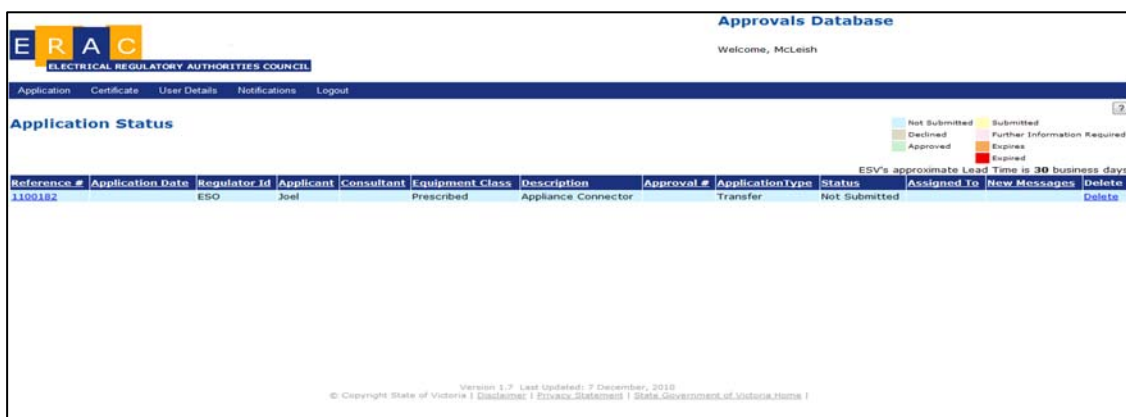 Approvals Database
E R A C
Welcome, McLeish
ELECTRICAL REGULATORY AUTHORITIES COUNCIL
Application Certificate User Details Notifications Logout
?
Application Status
Not Submitted Submitted
Declined Further Information Required
Approved Expires
Expired
ESV's approximate Lead Time is 30 business days
Reference # Application Date Regulator Id Applicant Consultant Equipment Class Description Approval # ApplicationType Status Assigned To New Messages Delete
1100182 ESO Joel Prescribed Appliance Connector Transfer Not Submitted Delete
Version 1.7 Last Updated: 7 December, 2010
© Copyright State of Victoria | Disclaimer | Privacy Statement | State Government of Victoria Home |